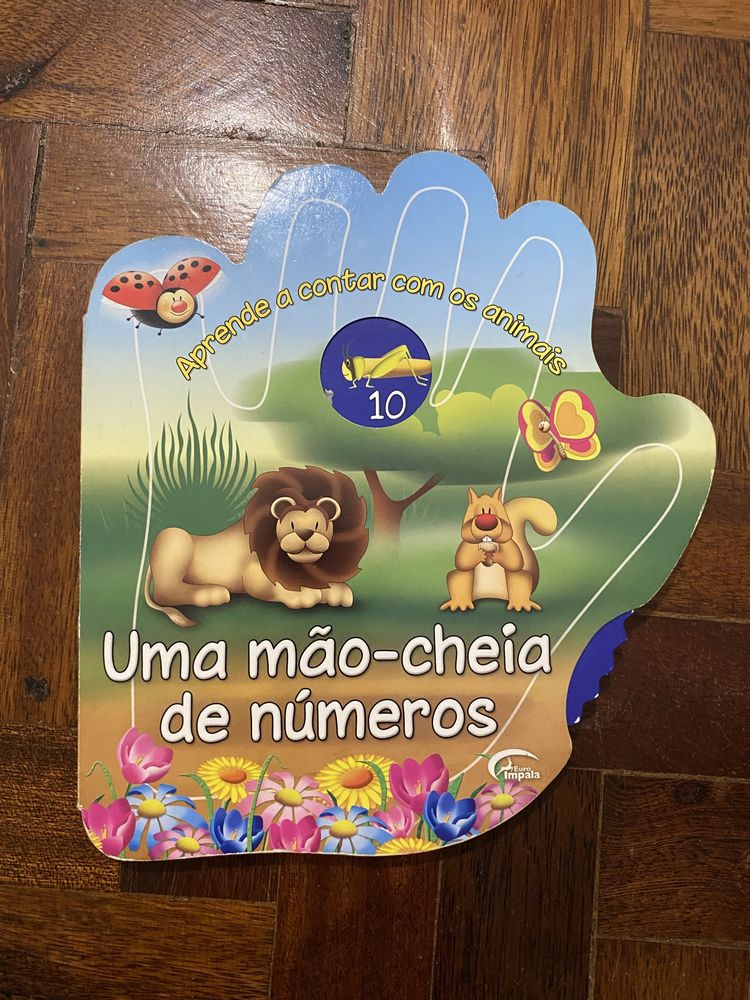 Aprende a contar com os animais
10
Uma mão-cheia
de números
Euro
Impala